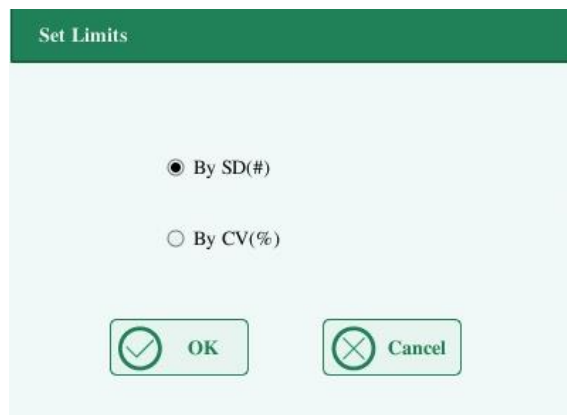 Set Limits
By SD(#)
By CV(%)
OK
Cancel